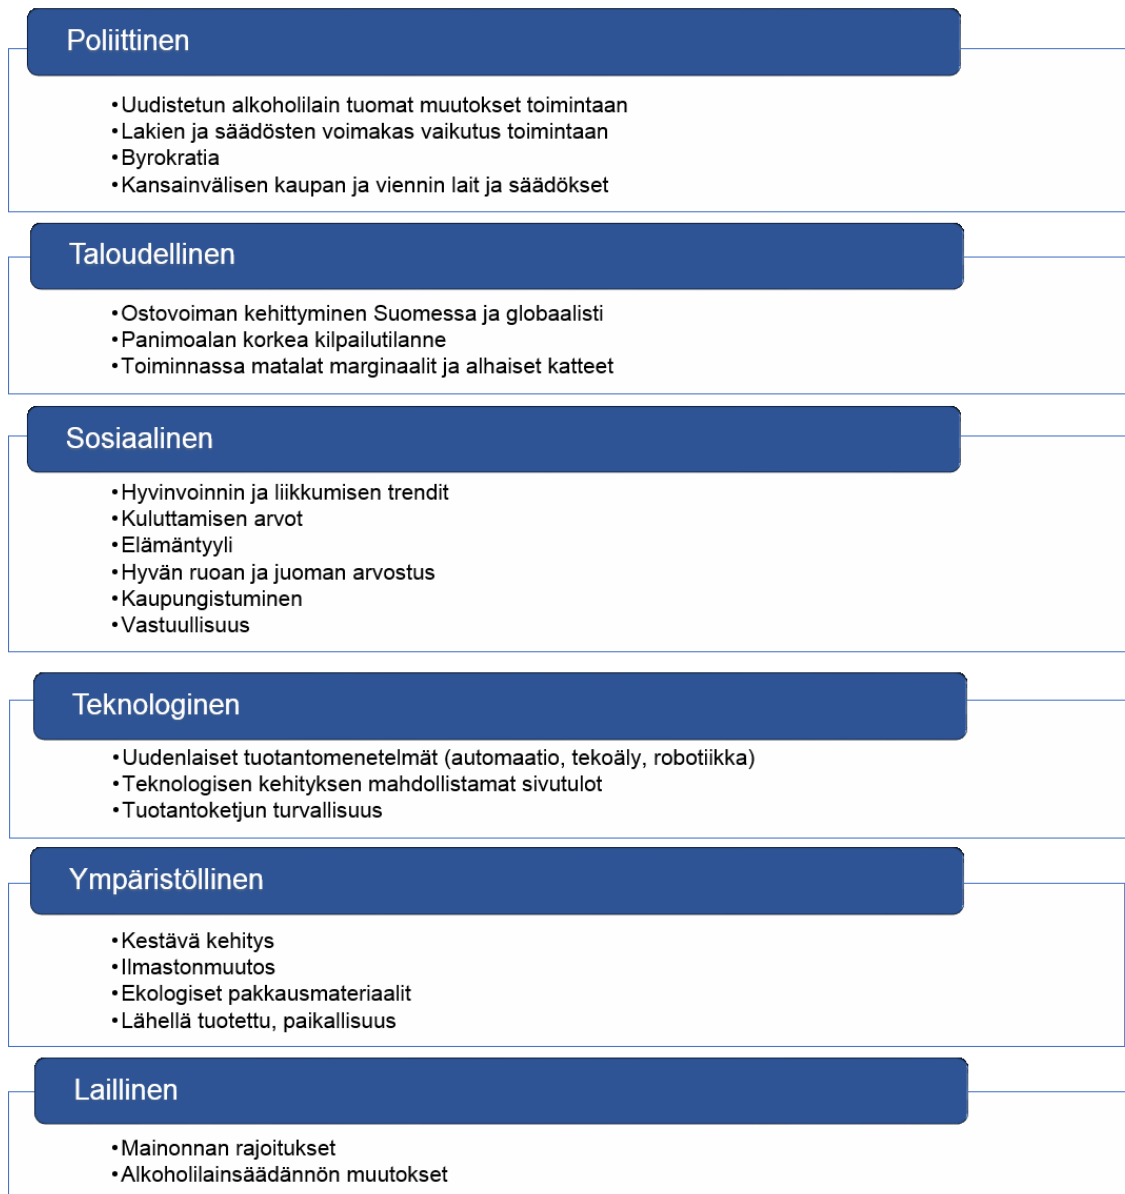 Poliittinen
•Uudistetun alkoholilain tuomat muutokset toimintaan
•Lakien ja säädösten voimakas vaikutus toimintaan
•Byrokratia
•Kansainvälisen kaupan ja viennin lait ja säädökset
Taloudellinen
•Ostovoiman kehittyminen Suomessa ja globaalisti
•Panimoalan korkea kilpailutilanne
•Toiminnassa matalat marginaalit ja alhaiset katteet
Sosiaalinen
•Hyvinvoinnin ja liikkumisen trendit
•Kuluttamisen arvot
•Elämäntyyli
•Hyvän ruoan ja juoman arvostus
•Kaupungistuminen
•Vastuullisuus
Teknologinen
•Uudenlaiset tuotantomenetelmät (automaatio, tekoäly, robotiikka)
•Teknologisen kehityksen mahdollistamat sivutulot
•Tuotantoketjun turvallisuus
Ympäristöllinen
•Kestävä kehitys
•Ilmastonmuutos
•Ekologiset pakkausmateriaalit
•Lähellä tuotettu, paikallisuus
Laillinen
•Mainonnan rajoitukset
•Alkoholilainsäädännön muutokset